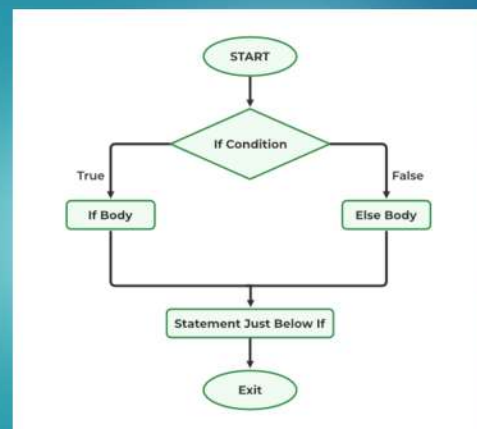 START
If Condition
True
False
If Body
Else Body
Statement Just Below If
Exit